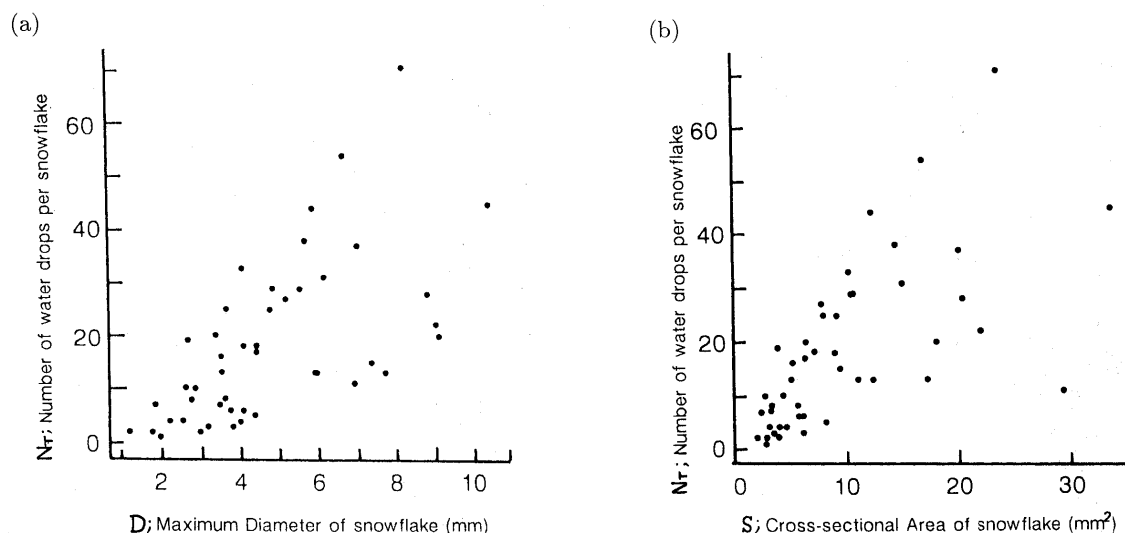 (a)
60
40
20
0
2 4 6 8 10
N_T; Number of water drops per snowflake
D; Maximum Diameter of snowflake (mm)
(b)
60
40
20
0
0 10 20 30
N_T; Number of water drops per snowflake
S; Cross-sectional Area of snowflake (mm²)